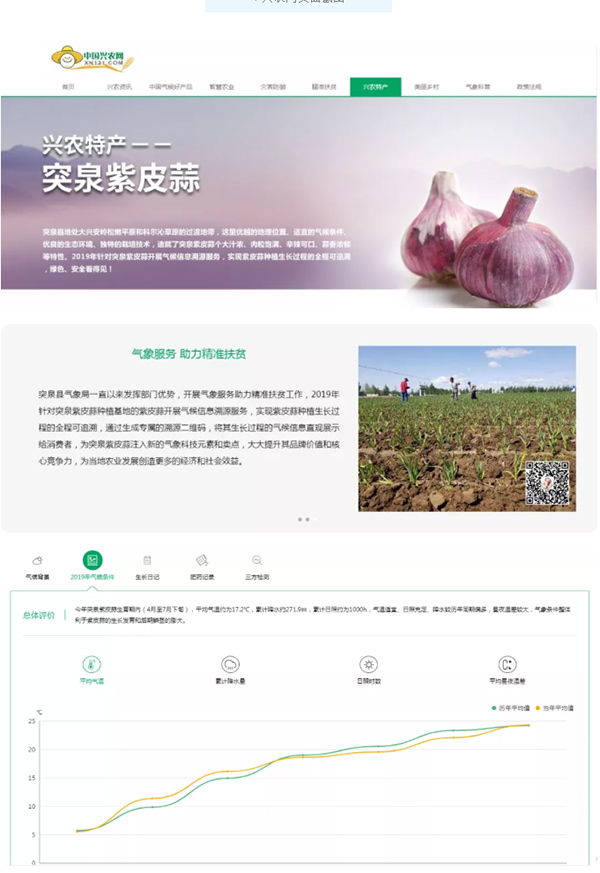 中国兴农网
XN121.COM
首页 兴农资讯 中国气候好产品 智慧农业 灾害防御 精准扶贫 兴农特产 美丽乡村 气象科普 政策法规
兴农特产——
突泉紫皮蒜
突泉县地处大兴安岭松嫩平原和科尔沁草原的过渡地带，这里优越的地理位置、适宜的气候条件、
优良的生态环境、独特的栽培技术，造就了突泉紫皮蒜个大汁浓、肉粒饱满、辛辣可口、蒜香浓郁
等特性。2019年针对突泉紫皮蒜开展气候信息溯源服务，实现紫皮蒜种植生长过程的全程可追溯
，绿色、安全看得见！
气象服务 助力精准扶贫
突泉县气象局一直以来发挥部门优势，开展气象服务助力精准扶贫工作，2019年
针对突泉紫皮蒜种植基地的紫皮蒜开展气候信息溯源服务，实现紫皮蒜种植生长过
程的全程可追溯，通过生成专属的溯源二维码，将其生长过程的气候信息直观展示
给消费者，为突泉紫皮蒜注入新的气象科技元素和卖点，大大提升其品牌价值和核
心竞争力，为当地农业发展创造更多的经济和社会效益。
气候背景 2019年气候条件 生长日记 肥药记录 三方检测
总体评价
今年突泉紫皮蒜生育期内（4月至7月下旬），平均气温约为17.2℃，累计降水约271.9㎜，累计日照约为1000h，气温适宜、日照充足、降水较历年同期偏多，昼夜温差较大，气象条件整体
利于紫皮蒜的生长发育和后期鳞茎的膨大。
平均气温 累计降水量 日照时数 平均昼夜温差
℃
历年平均值 当年平均值
25
20
15
10
5
0